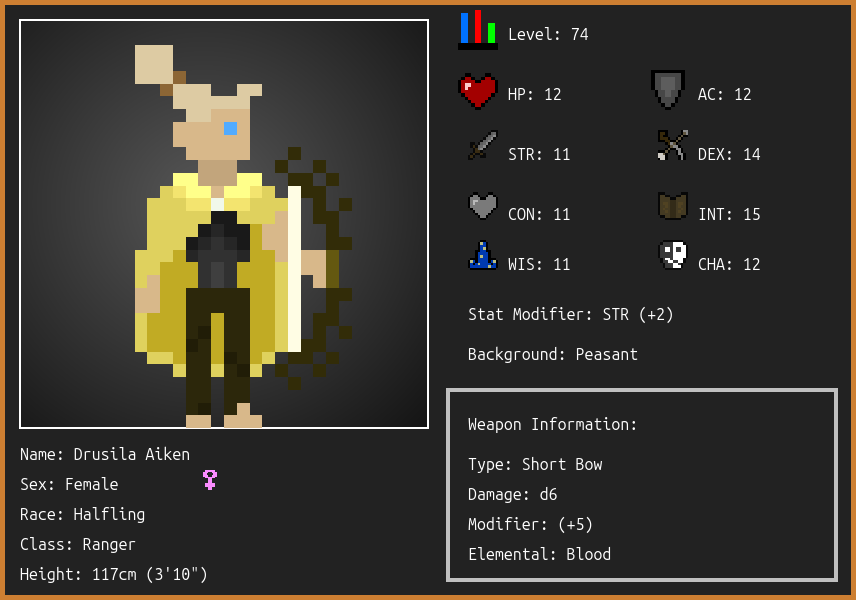 Level: 74
HP: 12
AC: 12
STR: 11
DEX: 14
CON: 11
INT: 15
WIS: 11
CHA: 12
Stat Modifier: STR (+2)
Background: Peasant
Weapon Information:
Type: Short Bow
Damage: d6
Modifier: (+5)
Elemental: Blood
Name: Drusila Aiken
Sex: Female
Race: Halfling
Class: Ranger
Height: 117cm (3'10")